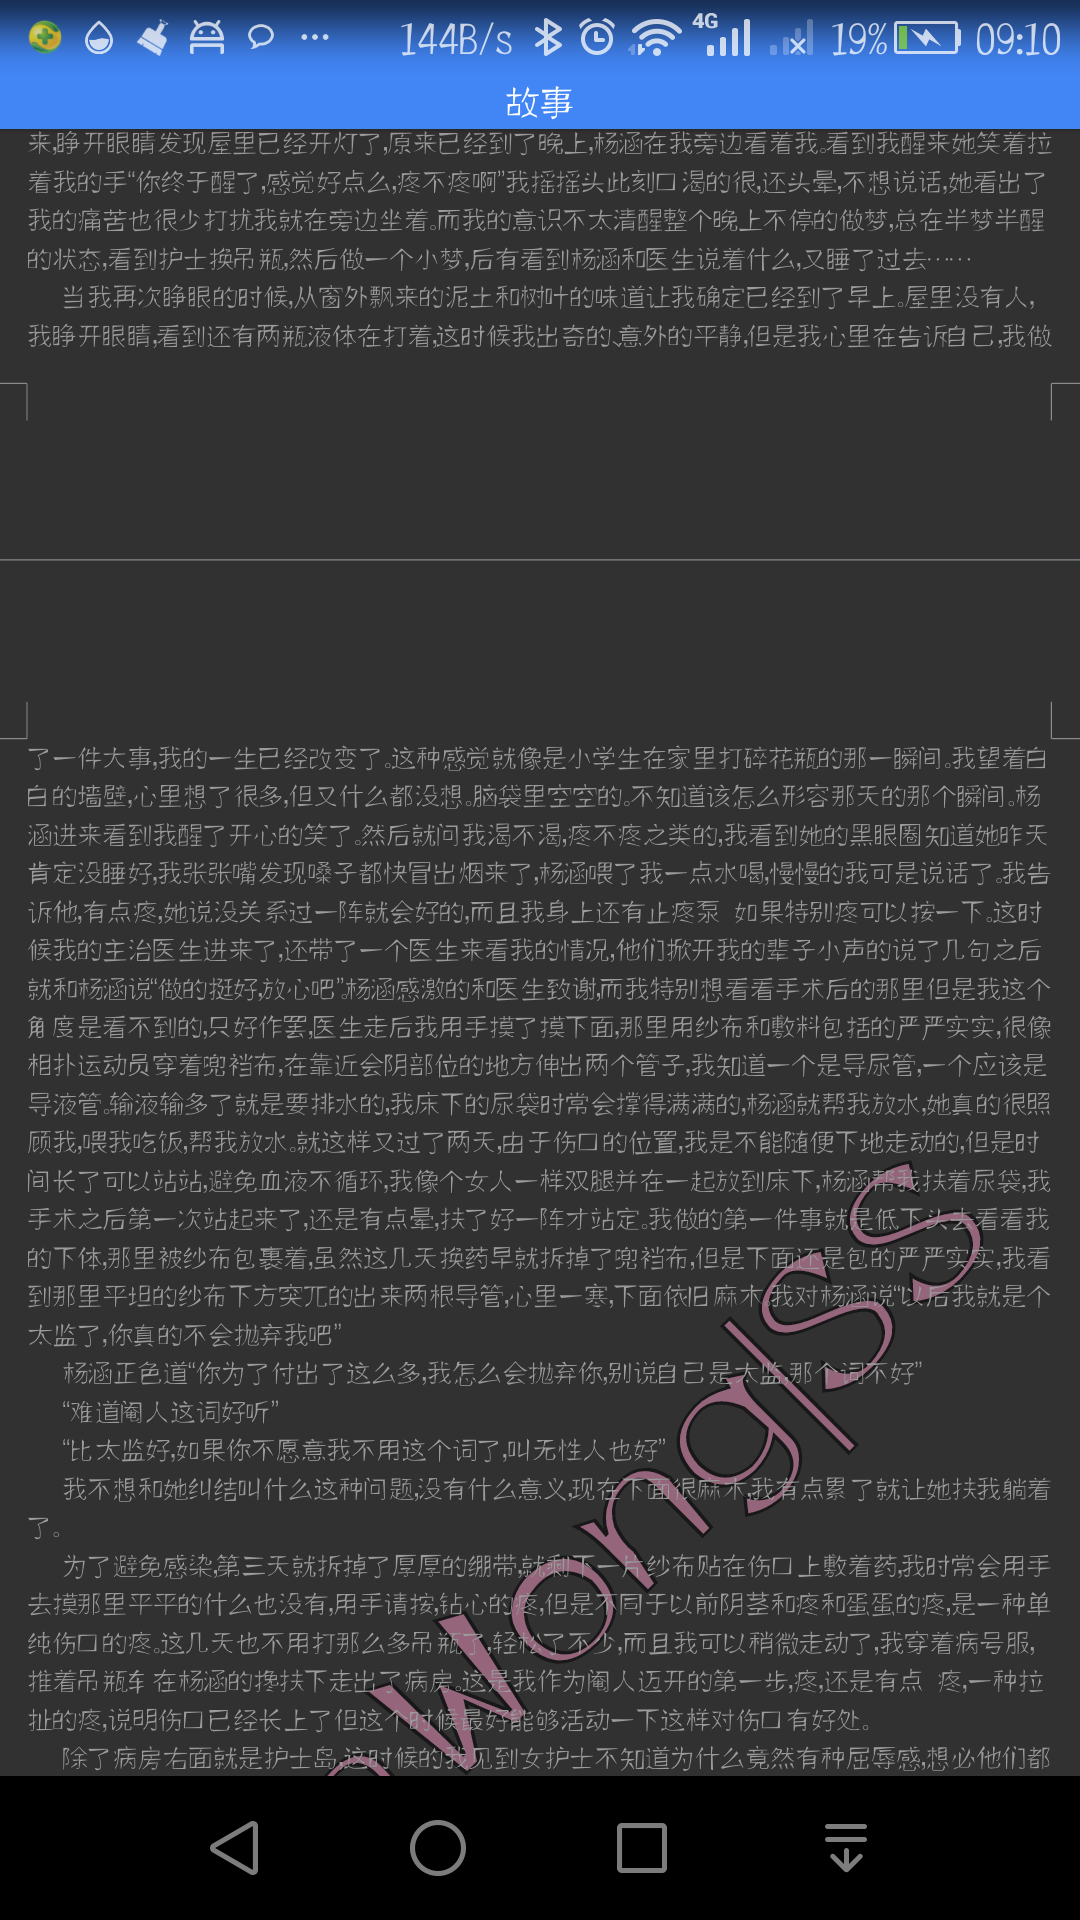 144B/s 4G 19% 09:10
故事
来,睁开眼睛发现屋里已经开灯了,原来已经到了晚上,杨涵在我旁边看着我。看到我醒来她笑着拉
着我的手“你终于醒了,感觉好点么,疼不疼啊”我摇摇头此刻口渴的很,还头晕,不想说话,她看出了
我的痛苦也很少打扰我就在旁边坐着。而我的意识不太清醒整个晚上不停的做梦,总在半梦半醒
的状态,看到护士换吊瓶,然后做一个小梦,后有看到杨涵和医生说着什么,又睡了过去……
当我再次睁眼的时候,从窗外飘来的泥土和树叶的味道让我确定已经到了早上。屋里没有人,
我睁开眼睛,看到还有两瓶液体在打着,这时候我出奇的、意外的平静,但是我心里在告诉自己,我做
了一件大事,我的一生已经改变了。这种感觉就像是小学生在家里打碎花瓶的那一瞬间。我望着白
白的墙壁,心里想了很多,但又什么都没想。脑袋里空空的。不知道该怎么形容那天的那个瞬间。杨
涵进来看到我醒了开心的笑了。然后就问我渴不渴,疼不疼之类的,我看到她的黑眼圈知道她昨天
肯定没睡好,我张张嘴发现嗓子都快冒出烟来了,杨涵喂了我一点水喝,慢慢的我可是说话了。我告
诉他,有点疼,她说没关系过一阵就会好的,而且我身上还有止疼泵 如果特别疼可以按一下。这时
候我的主治医生进来了,还带了一个医生来看我的情况,他们掀开我的辈子小声的说了几句之后
就和杨涵说“做的挺好,放心吧”。杨涵感激的和医生致谢,而我特别想看看手术后的那里但是我这个
角度是看不到的,只好作罢,医生走后我用手摸了摸下面,那里用纱布和敷料包括的严严实实,很像
相扑运动员穿着兜裆布,在靠近会阴部位的地方伸出两个管子,我知道一个是导尿管,一个应该是
导液管。输液输多了就是要排水的,我床下的尿袋时常会撑得满满的,杨涵就帮我放水,她真的很照
顾我,喂我吃饭,帮我放水。就这样又过了两天,由于伤口的位置,我是不能随便下地走动的,但是时
间长了可以站站,避免血液不循环,我像个女人一样双腿并在一起放到床下,杨涵帮我扶着尿袋,我
手术之后第一次站起来了,还是有点晕,扶了好一阵才站定。我做的第一件事就是低下头去看看我
的下体,那里被纱布包裹着,虽然这几天换药早就拆掉了兜裆布,但是下面还是包的严严实实,我看
到那里平坦的纱布下方突兀的出来两根导管,心里一寒,下面依旧麻木,我对杨涵说“以后我就是个
太监了,你真的不会抛弃我吧”
杨涵正色道“你为了付出了这么多,我怎么会抛弃你,别说自己是太监,那个词不好”
“难道阉人这词好听”
“比太监好,如果你不愿意我不用这个词了,叫无性人也好”
我不想和她纠结叫什么这种问题,没有什么意义,现在下面很麻木,我有点累了就让她扶我躺着
了。
为了避免感染,第三天就拆掉了厚厚的绷带,就剩下一片纱布贴在伤口上敷着药,我时常会用手
去摸那里平平的什么也没有,用手请按,钻心的疼,但是不同于以前阴茎和疼和蛋蛋的疼,是一种单
纯伤口的疼。这几天也不用打那么多吊瓶了,轻松了不少,而且我可以稍微走动了,我穿着病号服,
推着吊瓶车在杨涵的搀扶下走出了病房。这是我作为阉人迈开的第一步,疼,还是有点 疼,一种拉
扯的疼,说明伤口已经长上了但这个时候最好能够活动一下这样对伤口有好处。
除了病房右面就是护士岛,这时候的我见到女护士不知道为什么竟然有种屈辱感,想必他们都
wong|SS